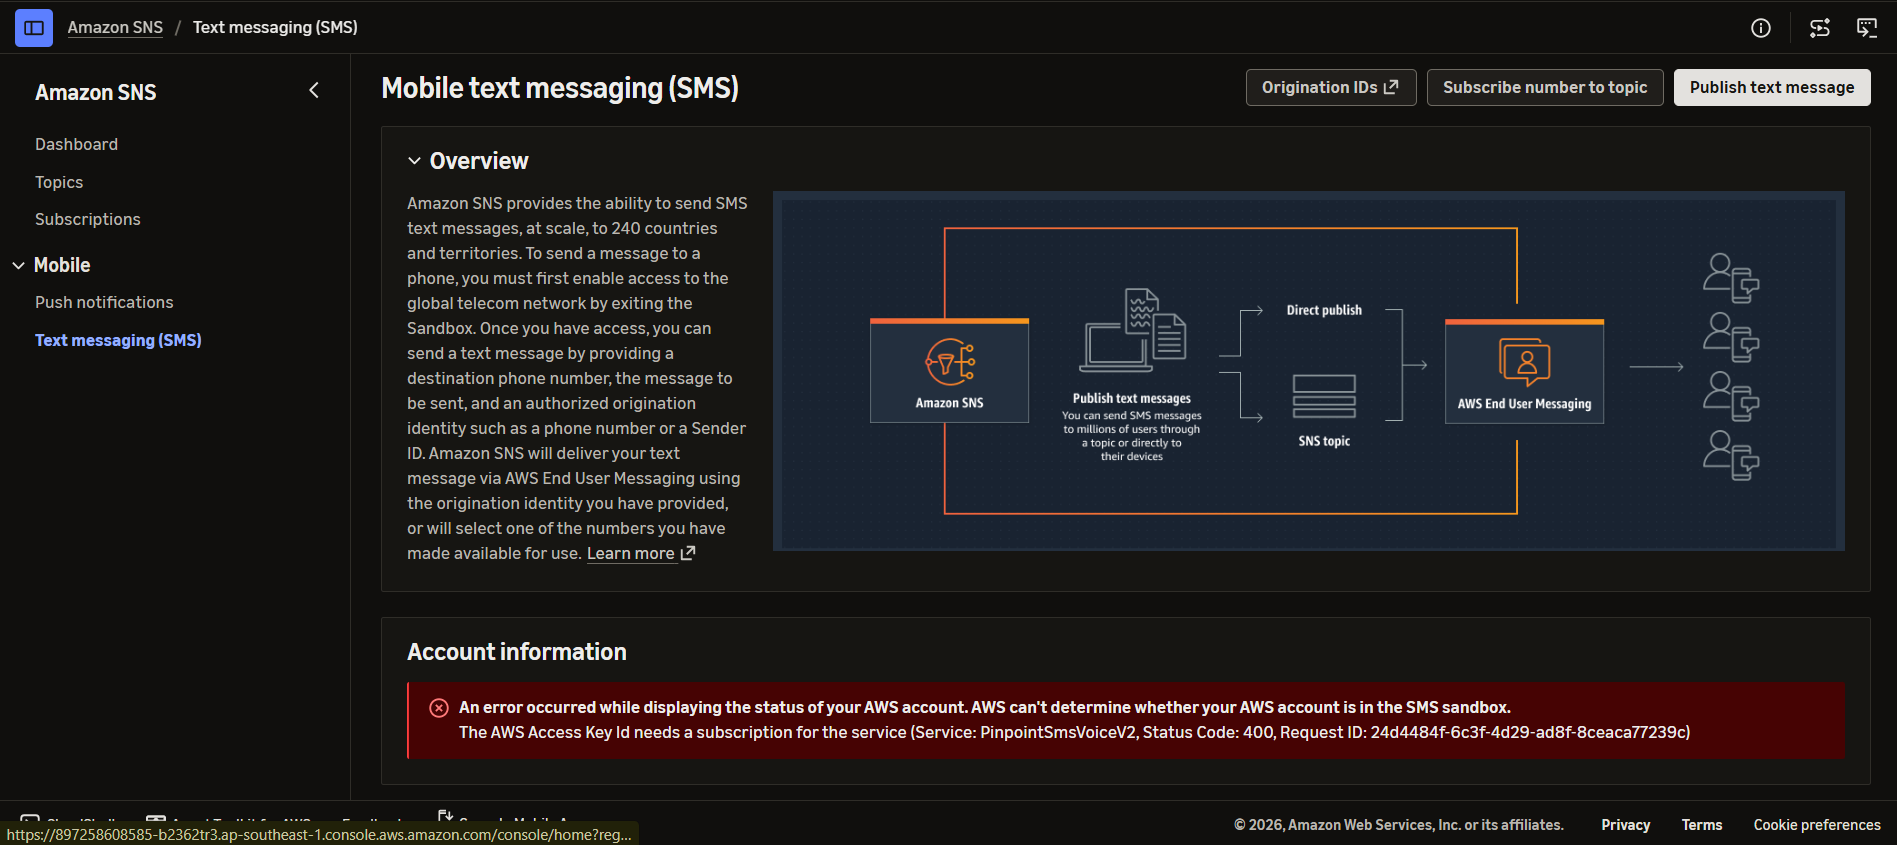 Amazon SNS / Text messaging (SMS)
Amazon SNS
Dashboard
Topics
Subscriptions
Mobile
Push notifications
Text messaging (SMS)
Mobile text messaging (SMS)
Origination IDs
Subscribe number to topic
Publish text message
Overview
Amazon SNS provides the ability to send SMS
text messages, at scale, to 240 countries
and territories. To send a message to a
phone, you must first enable access to the
global telecom network by exiting the
Sandbox. Once you have access, you can
send a text message by providing a
destination phone number, the message to
be sent, and an authorized origination
identity such as a phone number or a Sender
ID. Amazon SNS will deliver your text
message via AWS End User Messaging using
the origination identity you have provided,
or will select one of the numbers you have
made available for use. Learn more
Amazon SNS
Publish text messages
You can send SMS messages
to millions of users through
a topic or directly to
their devices
Direct publish
SNS topic
AWS End User Messaging
Account information
An error occurred while displaying the status of your AWS account. AWS can't determine whether your AWS account is in the SMS sandbox.
The AWS Access Key Id needs a subscription for the service (Service: PinpointSmsVoiceV2, Status Code: 400, Request ID: 24d4484f-6c3f-4d29-ad8f-8ceaca77239c)
https://897258608585-b2362tr3.ap-southeast-1.console.aws.amazon.com/console/home?reg...
© 2026, Amazon Web Services, Inc. or its affiliates.
Privacy
Terms
Cookie preferences